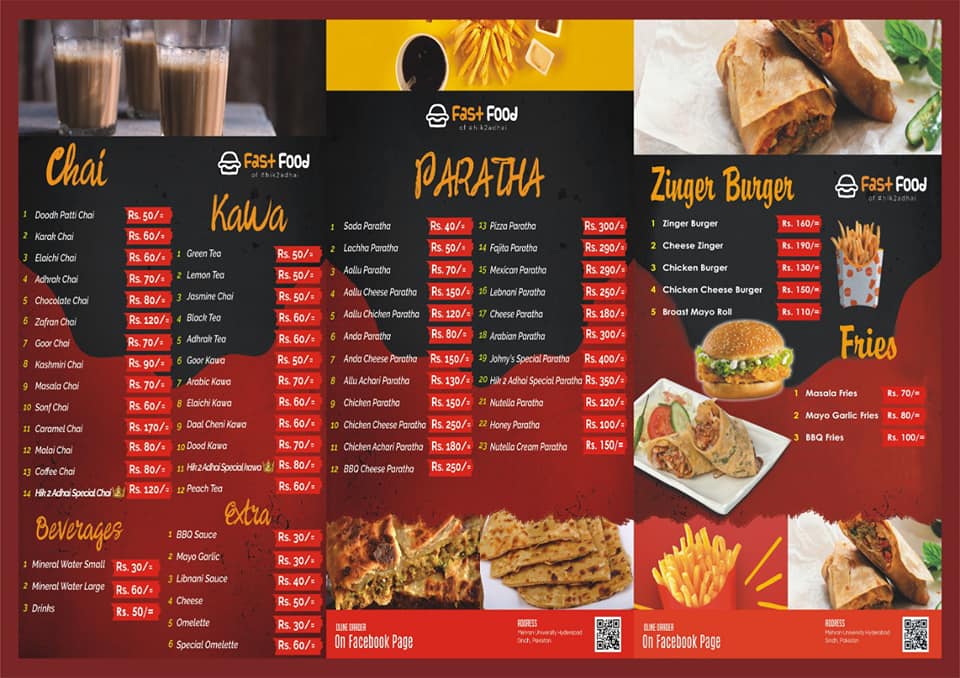 Chai
Fast Food
of #hik2adhai
1 Doodh Patti Chai Rs. 50/=
2 Karak Chai Rs. 60/=
3 Elaichi Chai Rs. 60/=
4 Adhrak Chai Rs. 70/=
5 Chocolate Chai Rs. 80/=
6 Zafran Chai Rs. 120/=
7 Goor Chai Rs. 70/=
8 Kashmiri Chai Rs. 90/=
9 Masala Chai Rs. 70/=
10 Sonf Chai Rs. 60/=
11 Caramel Chai Rs. 170/=
12 Malai Chai Rs. 80/=
13 Coffee Chai Rs. 80/=
14 Hik 2 Adhai Special Chai Rs. 120/=
Kawa
1 Green Tea Rs. 50/=
2 Lemon Tea Rs. 50/=
3 Jasmine Chai Rs. 50/=
4 Black Tea Rs. 60/=
5 Adhrak Tea Rs. 60/=
6 Goor Kawa Rs. 50/=
7 Arabic Kawa Rs. 70/=
8 Elaichi Kawa Rs. 60/=
9 Daal Cheni Kawa Rs. 60/=
10 Dood Kawa Rs. 70/=
11 Hik 2 Adhai Special kawa Rs. 80/=
12 Peach Tea Rs. 60/=
Beverages
1 Mineral Water Small Rs. 30/=
2 Mineral Water Large Rs. 60/=
3 Drinks Rs. 50/=
Extra
1 BBQ Sauce Rs. 30/=
2 Mayo Garlic Rs. 30/=
3 Libnani Sauce Rs. 40/=
4 Cheese Rs. 50/=
5 Omelette Rs. 30/=
6 Special Omelette Rs. 60/=
Fast Food
of #hik2adhai
PARATHA
1 Sada Paratha Rs. 40/=
2 Lachha Paratha Rs. 50/=
3 Aollu Paratha Rs. 70/=
4 Aollu Cheese Paratha Rs. 150/=
5 Aollu Chicken Paratha Rs. 120/=
6 Anda Paratha Rs. 80/=
7 Anda Cheese Paratha Rs. 150/=
8 Allu Achari Paratha Rs. 130/=
9 Chicken Paratha Rs. 150/=
10 Chicken Cheese Paratha Rs. 250/=
11 Chicken Achari Paratha Rs. 180/=
12 BBQ Cheese Paratha Rs. 250/=
13 Pizza Paratha Rs. 300/=
14 Fajita Paratha Rs. 290/=
15 Mexican Paratha Rs. 290/=
16 Lebnani Paratha Rs. 250/=
17 Cheese Paratha Rs. 180/=
18 Arabian Paratha Rs. 300/=
19 Johny's Special Paratha Rs. 400/=
20 Hik 2 Adhai Special Paratha Rs. 350/=
21 Nutella Paratha Rs. 120/=
22 Honey Paratha Rs. 100/=
23 Nutella Cream Paratha Rs. 150/=
OLINE ORARDER
On Facebook Page
ADDRESS
Mehran University Hyderabad
Sindh, Pakistan.
Zinger Burger
Fast Food
of #hik2adhai
1 Zinger Burger Rs. 160/=
2 Cheese Zinger Rs. 190/=
3 Chicken Burger Rs. 130/=
4 Chicken Cheese Burger Rs. 150/=
5 Broast Mayo Roll Rs. 110/=
Fries
1 Masala Fries Rs. 70/=
2 Mayo Garlic Fries Rs. 80/=
3 BBQ Fries Rs. 100/=
OLINE ORARDER
On Facebook Page
ADDRESS
Mehran University Hyderabad
Sindh, Pakistan.